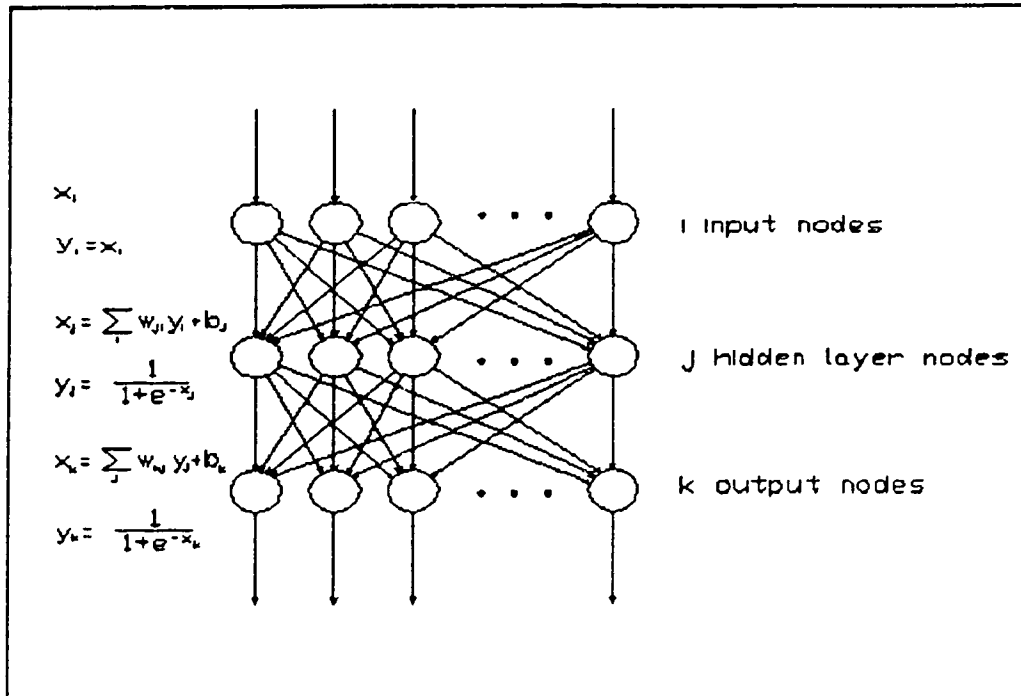 xᵢ
i input nodes
yᵢ = xᵢ
xⱼ = ∑ᵢ wⱼᵢ yᵢ + bⱼ
j hidden layer nodes
yⱼ = 1 / (1 + e^(-xⱼ))
xₖ = ∑ⱼ wₖⱼ yⱼ + bₖ
k output nodes
yₖ = 1 / (1 + e^(-xₖ))